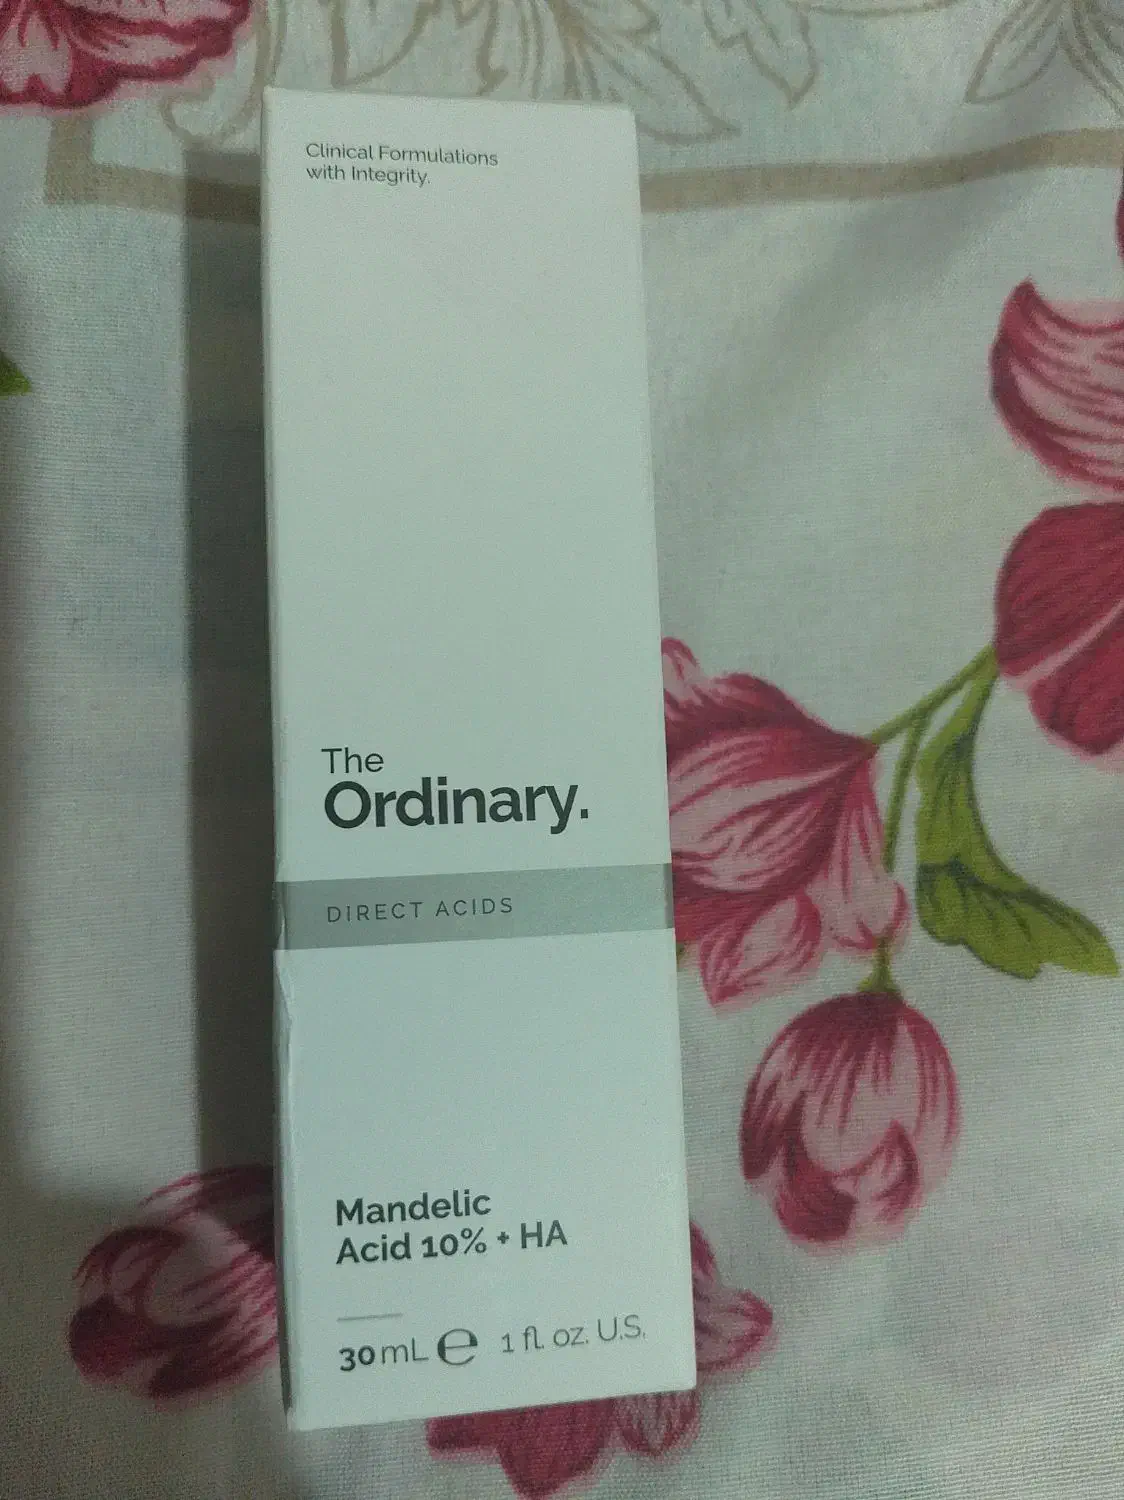 Clinical Formulations
with Integrity.
The
Ordinary.
DIRECT ACIDS
Mandelic
Acid 10% + HA
30mL ℮ 1 fl. oz. U.S.